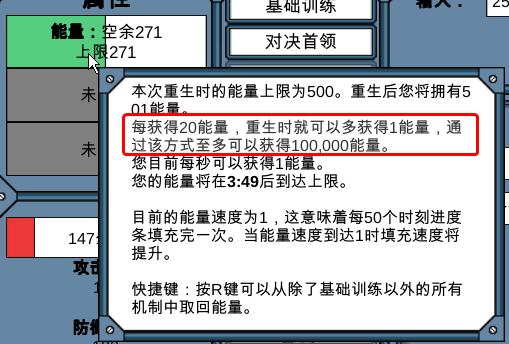 基础训练
能量：空余271
上限271
对决首领
未
未
147
攻
防
本次重生时的能量上限为500。重生后您将拥有5
01能量。
每获得20能量，重生时就可以多获得1能量，通
过该方式至多可以获得100,000能量。
您目前每秒可以获得1能量。
您的能量将在3:49后到达上限。
目前的能量速度为1，这意味着每50个时刻进度
条填充完一次。当能量速度到达1时填充速度将
提升。
快捷键：按R键可以从除了基础训练以外的所有
机制中取回能量。